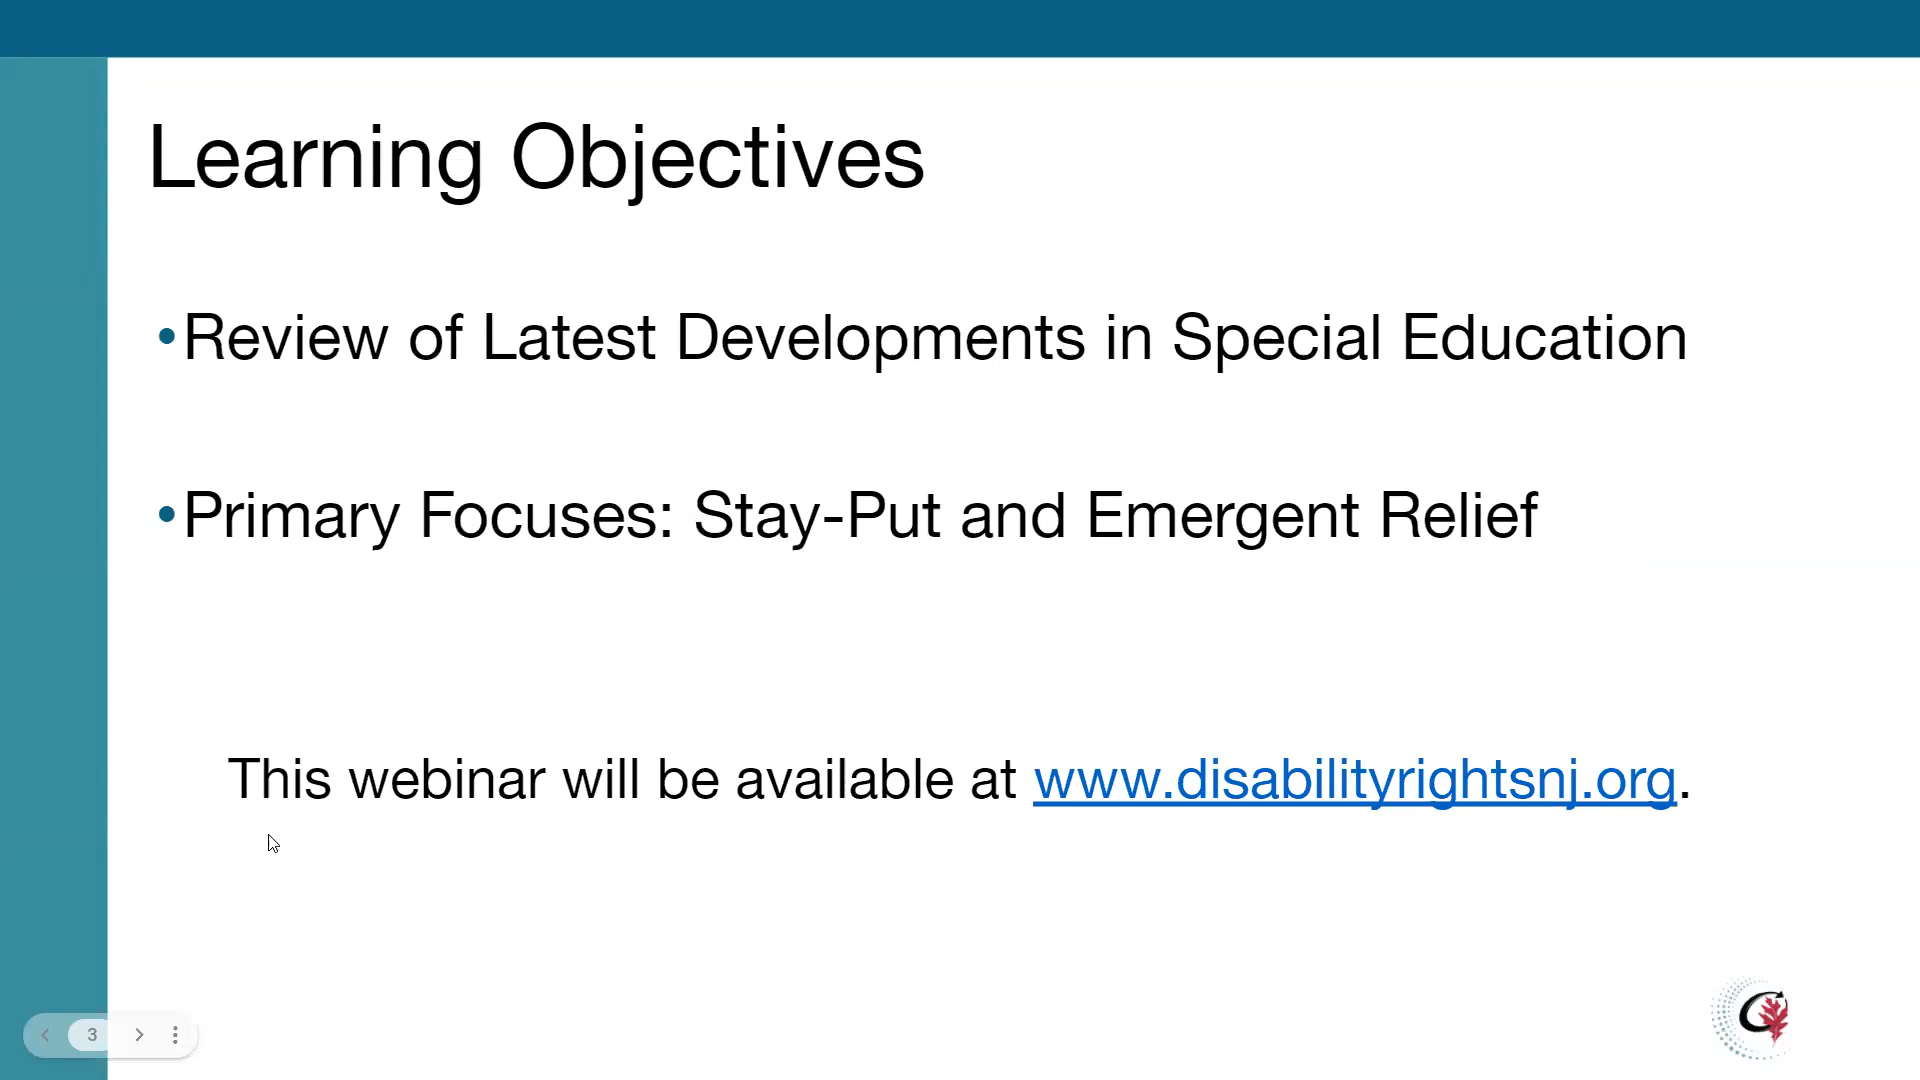 Learning Objectives
•Review of Latest Developments in Special Education
•Primary Focuses: Stay-Put and Emergent Relief
This webinar will be available at www.disabilityrightsnj.org.
3